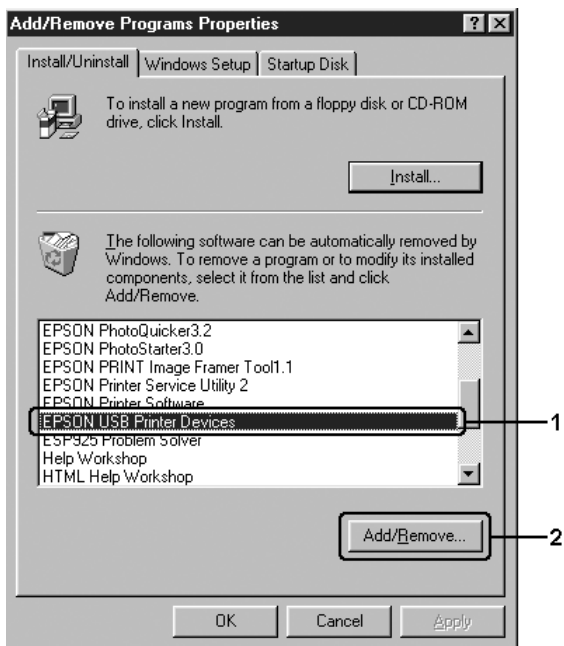 Add/Remove Programs Properties
Install/Uninstall Windows Setup Startup Disk
To install a new program from a floppy disk or CD-ROM
drive, click Install.
Install...
The following software can be automatically removed by
Windows. To remove a program or to modify its installed
components, select it from the list and click
Add/Remove.
EPSON PhotoQuicker3.2
EPSON PhotoStarter3.0
EPSON PRINT Image Framer Tool1.1
EPSON Printer Service Utility 2
EPSON Printer Software
EPSON USB Printer Devices
1
ESP925 Problem Solver
Help Workshop
HTML Help Workshop
Add/Remove...
2
OK Cancel Apply